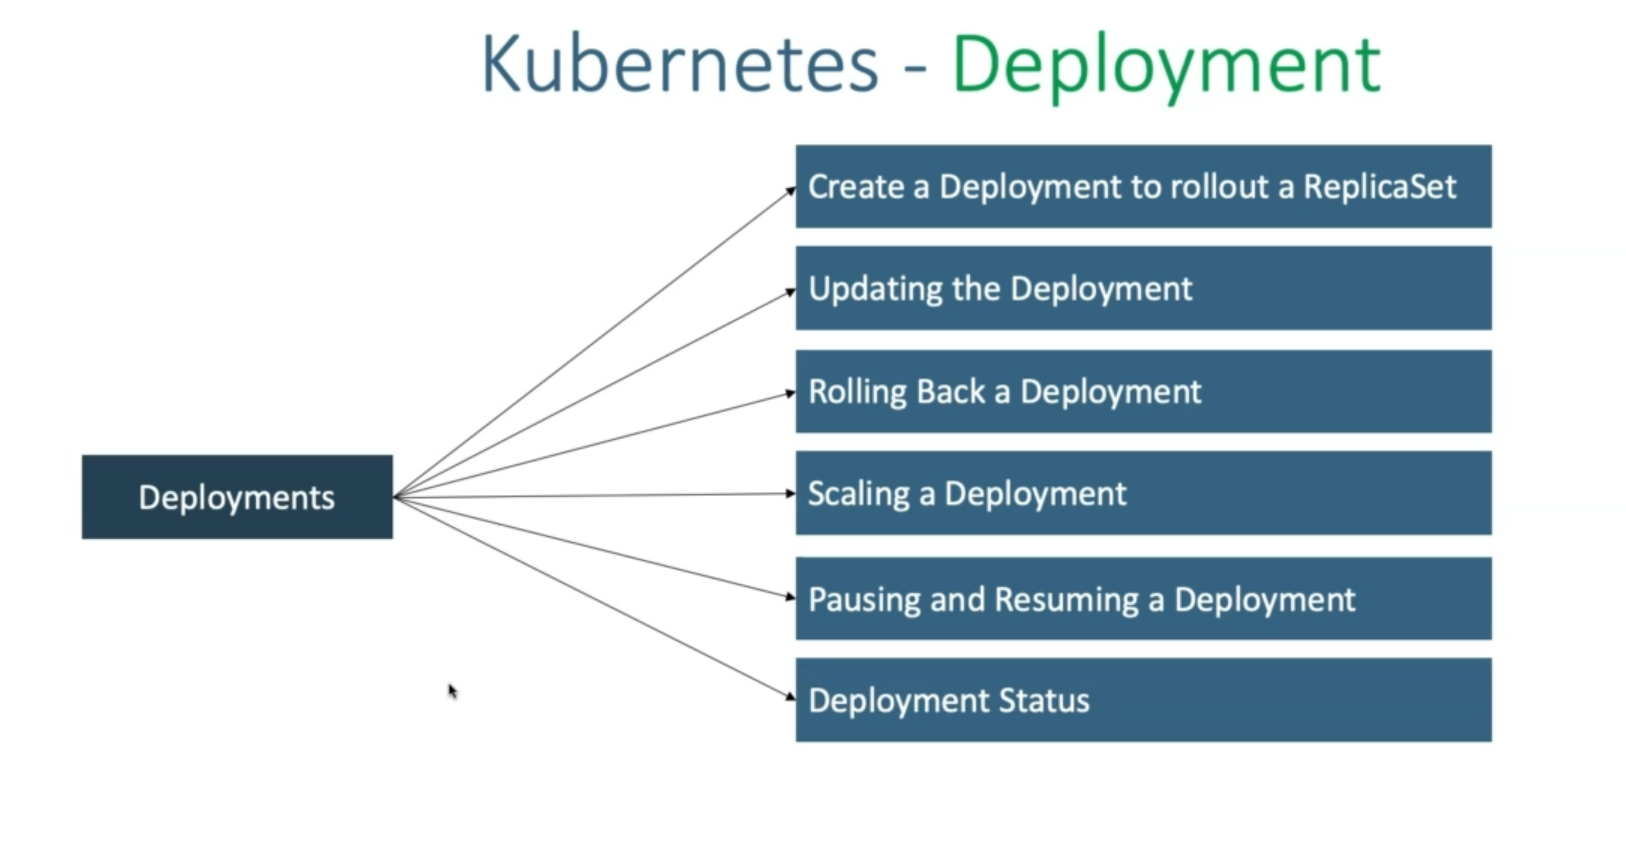 Kubernetes - Deployment
Create a Deployment to rollout a ReplicaSet
Updating the Deployment
Rolling Back a Deployment
Deployments
Scaling a Deployment
Pausing and Resuming a Deployment
Deployment Status